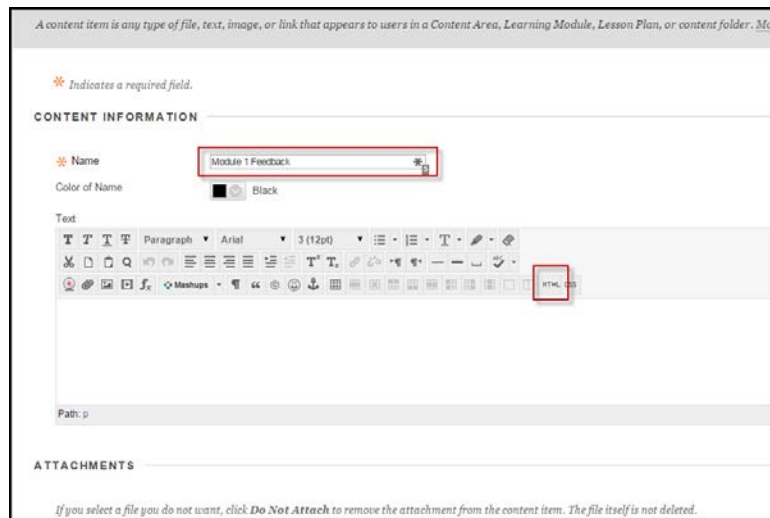 A content item is any type of file, text, image, or link that appears to users in a Content Area, Learning Module, Lesson Plan, or content folder.
* Indicates a required field.
CONTENT INFORMATION
* Name Module 1 Feedback
Color of Name Black
Text
T T T T Paragraph Arial 3 (12pt)
Mashups HTML CSS
Path: p
ATTACHMENTS
If you select a file you do not want, click Do Not Attach to remove the attachment from the content item. The file itself is not deleted.